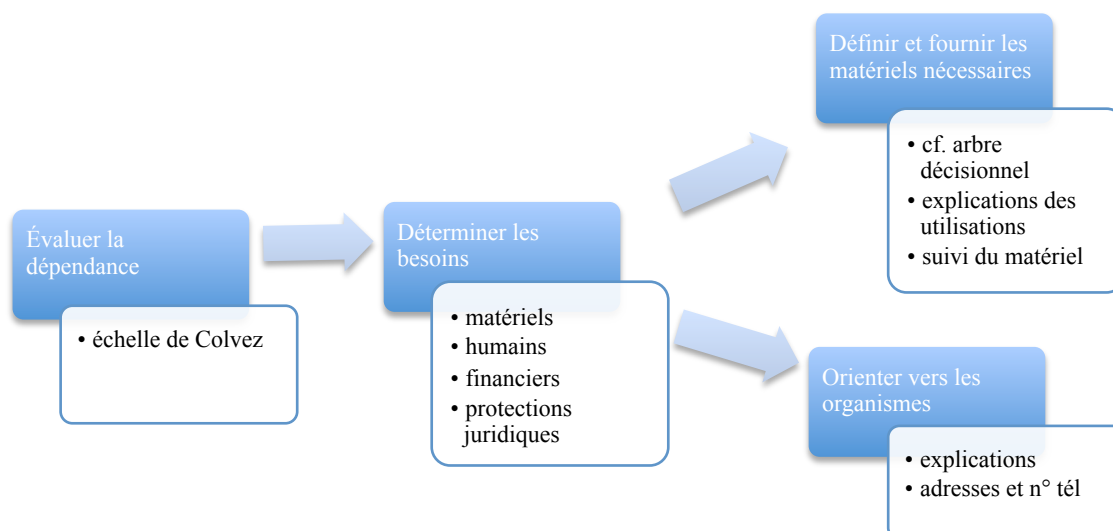 Évaluer la
dépendance
• échelle de Colvez
Déterminer les
besoins
• matériels
• humains
• financiers
• protections
juridiques
Définir et fournir les
matériels nécessaires
• cf. arbre
décisionnel
• explications des
utilisations
• suivi du matériel
Orienter vers les
organismes
• explications
• adresses et n° tél